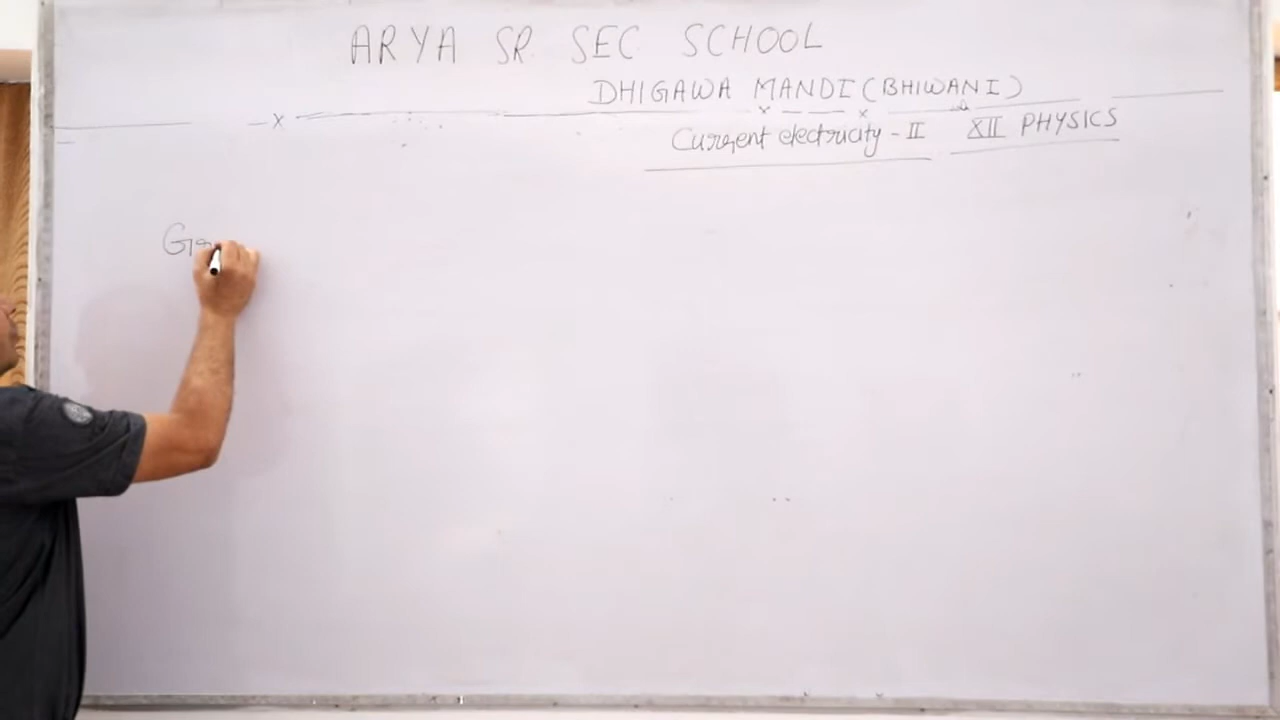 ARYA SR SEC SCHOOL
DHIGAWA MANDI (BHIWANI)
Current electricity - II XII PHYSICS